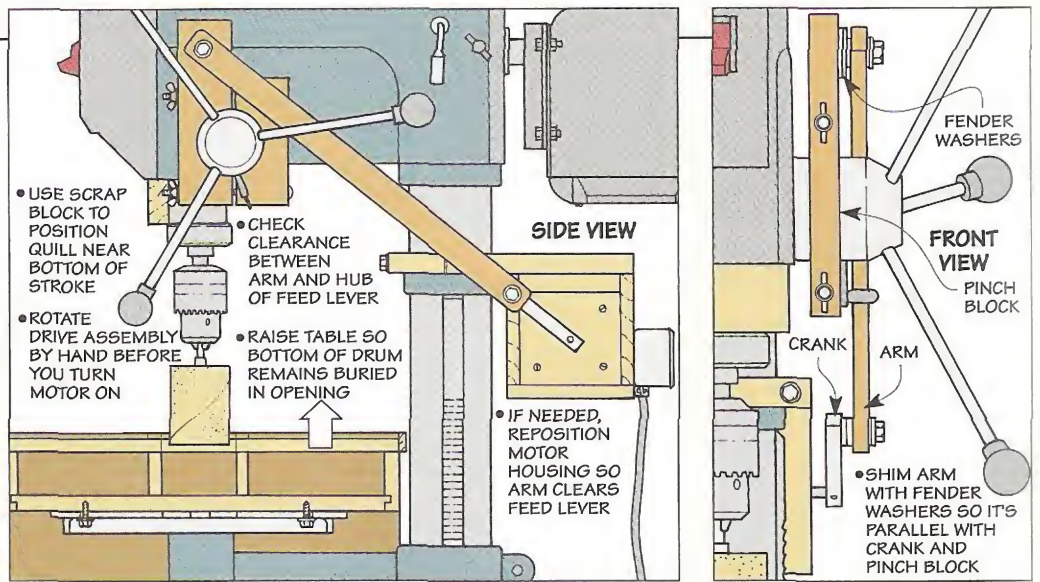 • USE SCRAP
BLOCK TO
POSITION
QUILL NEAR
BOTTOM OF
STROKE
• ROTATE
DRIVE ASSEMBLY
BY HAND BEFORE
YOU TURN
MOTOR ON
• CHECK
CLEARANCE
BETWEEN
ARM AND HUB
OF FEED LEVER
• RAISE TABLE SO
BOTTOM OF DRUM
REMAINS BURIED
IN OPENING
SIDE VIEW
• IF NEEDED,
REPOSITION
MOTOR
HOUSING SO
ARM CLEARS
FEED LEVER
FENDER
WASHERS
FRONT
VIEW
PINCH
BLOCK
CRANK
ARM
• SHIM ARM
WITH FENDER
WASHERS SO IT'S
PARALLEL WITH
CRANK AND
PINCH BLOCK